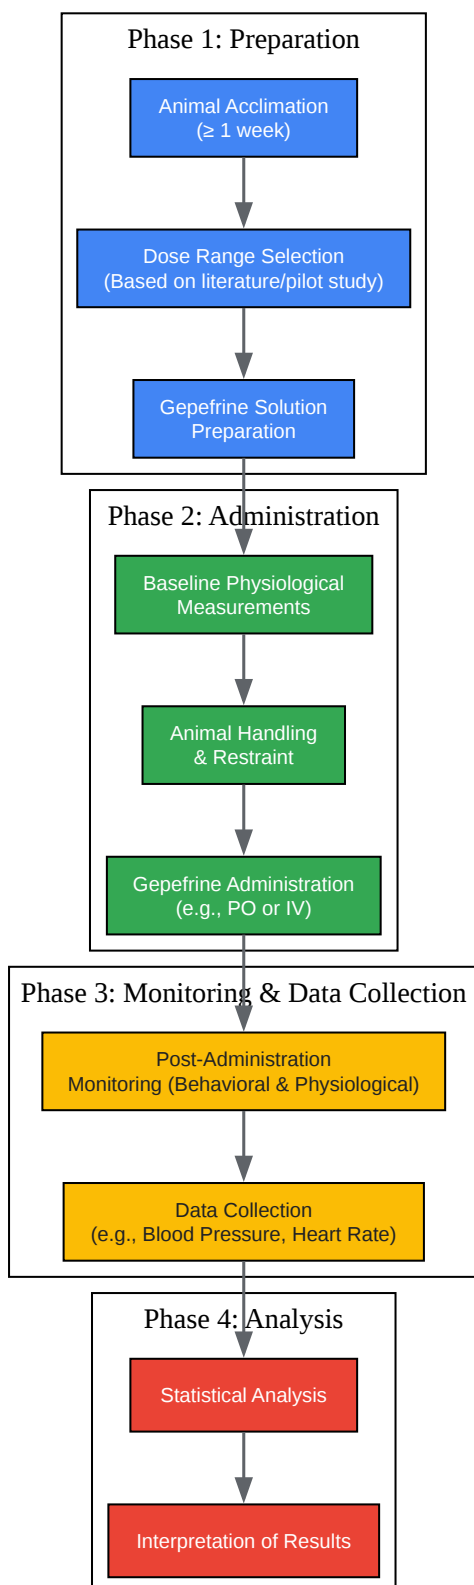 Phase 1: Preparation
Animal Acclimation
(≥ 1 week)
Dose Range Selection
(Based on literature/pilot study)
Gepefrine Solution
Preparation
Phase 2: Administration
Baseline Physiological
Measurements
Animal Handling
& Restraint
Gepefrine Administration
(e.g., PO or IV)
Phase 3: Monitoring & Data Collection
Post-Administration
Monitoring (Behavioral & Physiological)
Data Collection
(e.g., Blood Pressure, Heart Rate)
Phase 4: Analysis
Statistical Analysis
Interpretation of Results